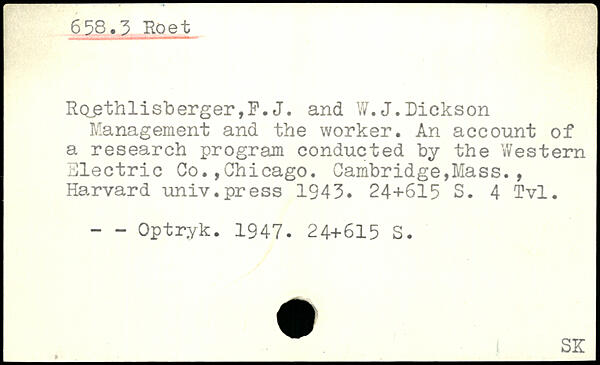 658.3 Roet
Roethlisberger,F.J. and W.J.Dickson
Management and the worker. An account of
a research program conducted by the Western
Electric Co.,Chicago. Cambridge,Mass.,
Harvard univ.press 1943. 24+615 S. 4 Tvl.
- - Optryk. 1947. 24+615 S.
SK